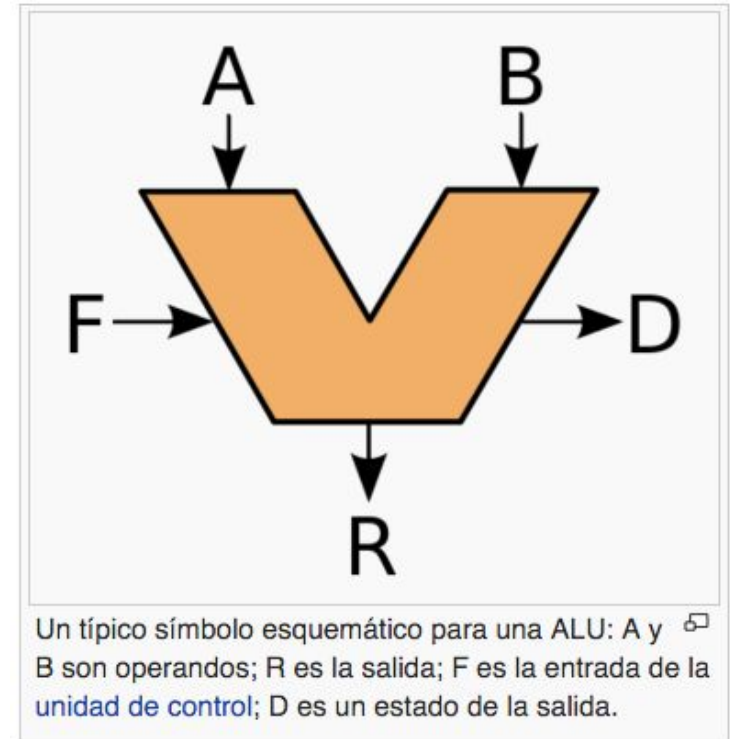 A B
F D
R
Un típico símbolo esquemático para una ALU: A y
B son operandos; R es la salida; F es la entrada de la
unidad de control; D es un estado de la salida.